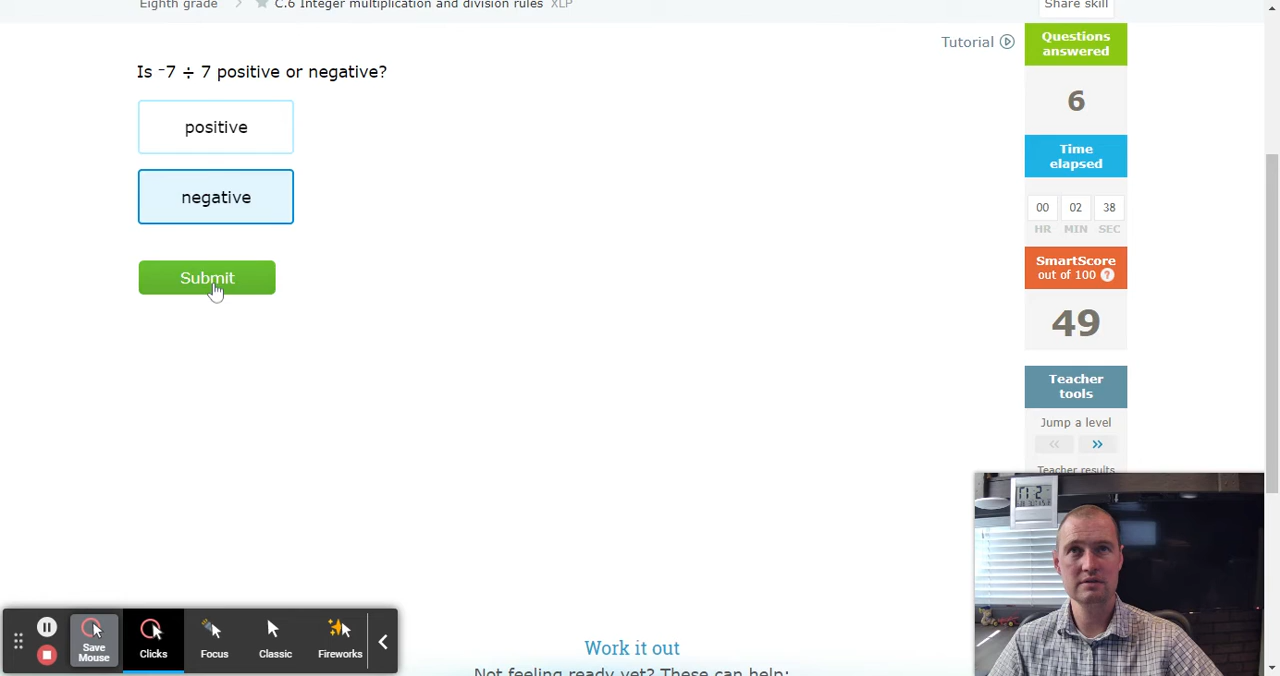 Eighth grade > C.6 Integer multiplication and division rules XLP
Share skill
Tutorial
Is ⁻7 ÷ 7 positive or negative?
positive
negative
Submit
Questions
answered
6
Time
elapsed
00 02 38
HR MIN SEC
SmartScore
out of 100 ?
49
Teacher
tools
Jump a level
<< >>
Teacher results
Work it out
Not feeling ready yet? These can help:
Save
Mouse
Clicks
Focus
Classic
Fireworks